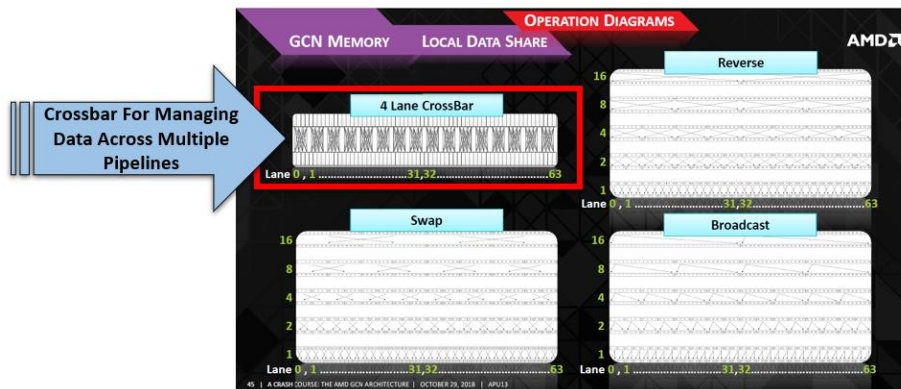 OPERATION DIAGRAMS
GCN MEMORY LOCAL DATA SHARE
AMD
Crossbar For Managing
Data Across Multiple
Pipelines
4 Lane CrossBar
Lane 0 , 1 ........................31,32................................63
Reverse
16
8
4
2
1
Lane 0 , 1 ........................31,32................................63
Swap
16
8
4
2
1
Lane 0 , 1 ........................31,32................................63
Broadcast
16
8
4
2
1
Lane 0 , 1 ........................31,32................................63
45 | A CRASH COURSE: THE AMD GCN ARCHITECTURE | OCTOBER 29, 2018 | APU13